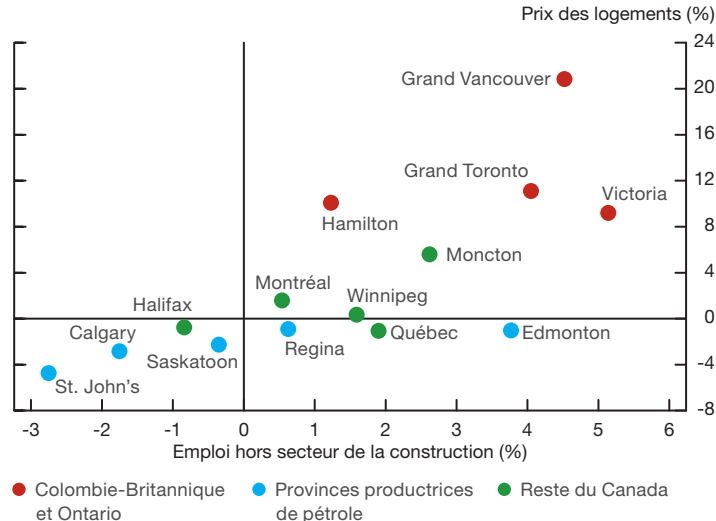 Prix des logements (%)
24
Grand Vancouver
20
16
Grand Toronto
12
Victoria
Hamilton
8
Moncton
4
Montréal
Winnipeg
Halifax
0
Calgary
Saskatoon
Regina
Québec
Edmonton
-4
St. John's
-8
-3 -2 -1 0 1 2 3 4 5 6
Emploi hors secteur de la construction (%)
Colombie-Britannique
et Ontario
Provinces productrices
de pétrole
Reste du Canada